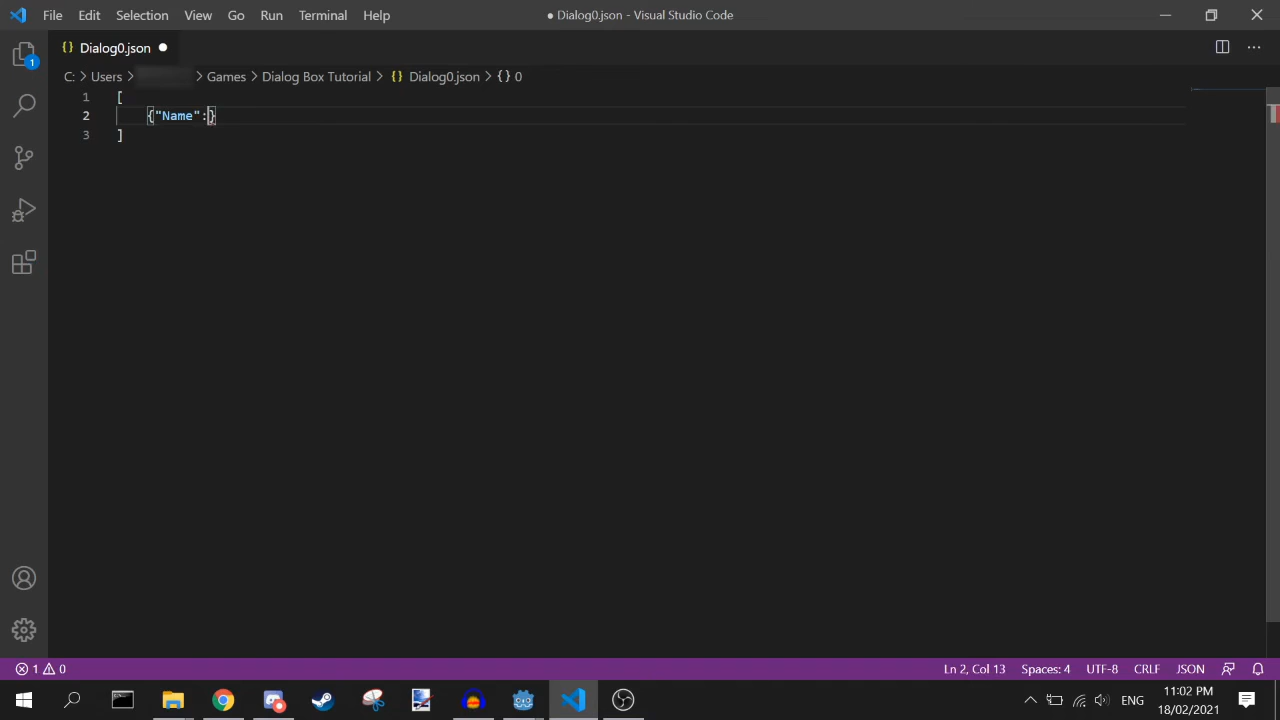 File Edit Selection View Go Run Terminal Help
● Dialog0.json - Visual Studio Code
{} Dialog0.json ●
C: > Users > > Games > Dialog Box Tutorial > {} Dialog0.json > {} 0
1 [
2 {"Name":}
3 ]
1
1 0
Ln 2, Col 13 Spaces: 4 UTF-8 CRLF JSON
ENG
11:02 PM
18/02/2021